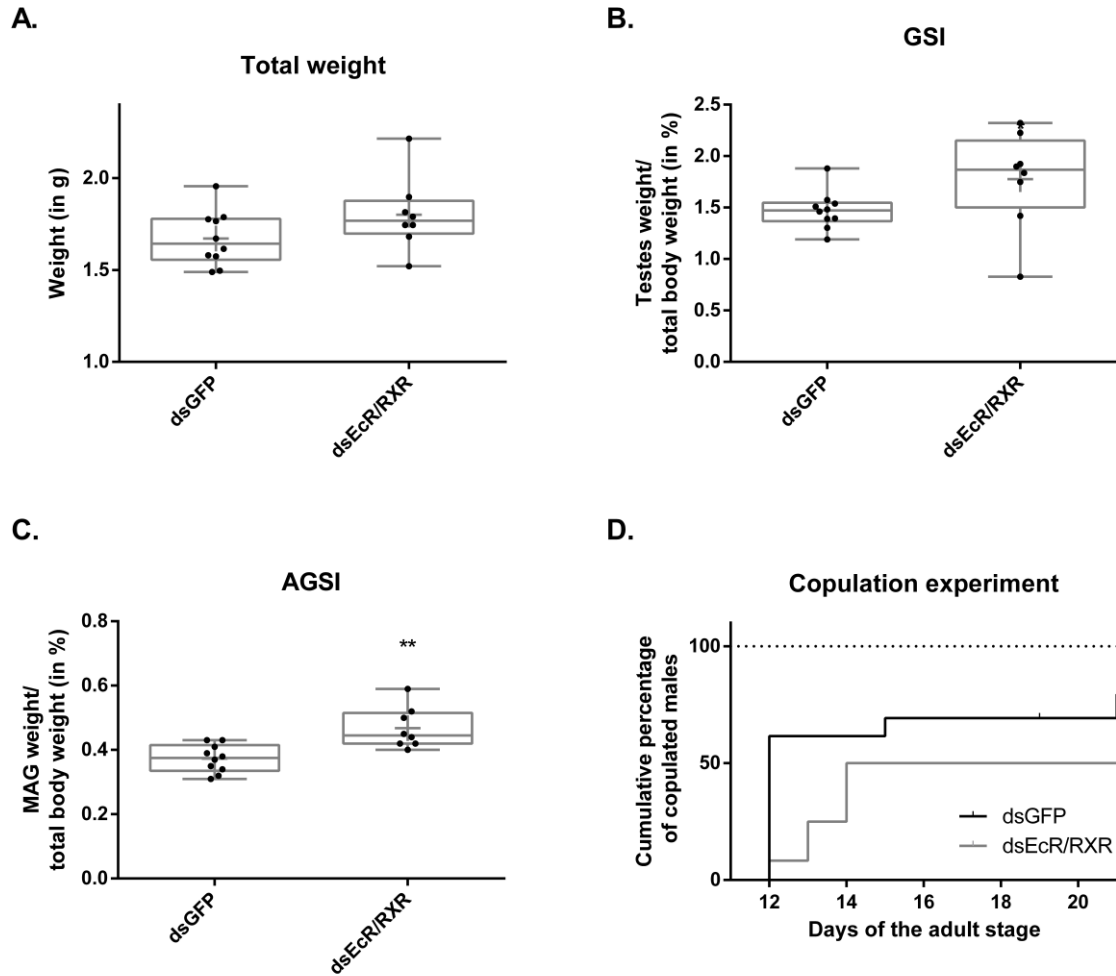 A.
Total weight
Weight (in g)
2.0
1.5
1.0
dsGFP
dsEcR/RXR
B.
GSI
Testes weight/
total body weight (in %)
2.5
2.0
1.5
1.0
0.5
0.0
*
dsGFP
dsEcR/RXR
C.
AGSI
MAG weight/
total body weight (in %)
0.8
0.6
0.4
0.2
0.0
**
dsGFP
dsEcR/RXR
D.
Copulation experiment
Cumulative percentage
of copulated males
100
50
0
dsGFP
dsEcR/RXR
12 14 16 18 20
Days of the adult stage